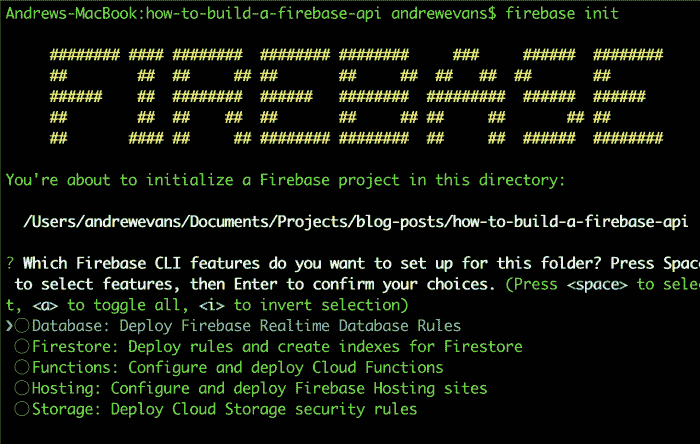 Andrews-MacBook:how-to-build-a-firebase-api andrewevans$ firebase init
FIREBASE
You're about to initialize a Firebase project in this directory:
/Users/andrewevans/Documents/Projects/blog-posts/how-to-build-a-firebase-api
? Which Firebase CLI features do you want to set up for this folder? Press Spac
to select features, then Enter to confirm your choices. (Press <space> to selec
t, <a> to toggle all, <i> to invert selection)
❯◯Database: Deploy Firebase Realtime Database Rules
◯Firestore: Deploy rules and create indexes for Firestore
◯Functions: Configure and deploy Cloud Functions
◯Hosting: Configure and deploy Firebase Hosting sites
◯Storage: Deploy Cloud Storage security rules